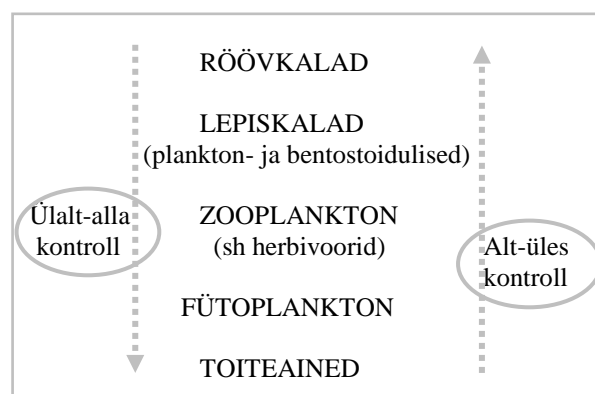 RÖÖVKALAD
LEPISKALAD
(plankton- ja bentostoidulised)
Ülalt-alla
kontroll
ZOOPLANKTON
(sh herbivoorid)
Alt-üles
kontroll
FÜTOPLANKTON
TOITEAINED